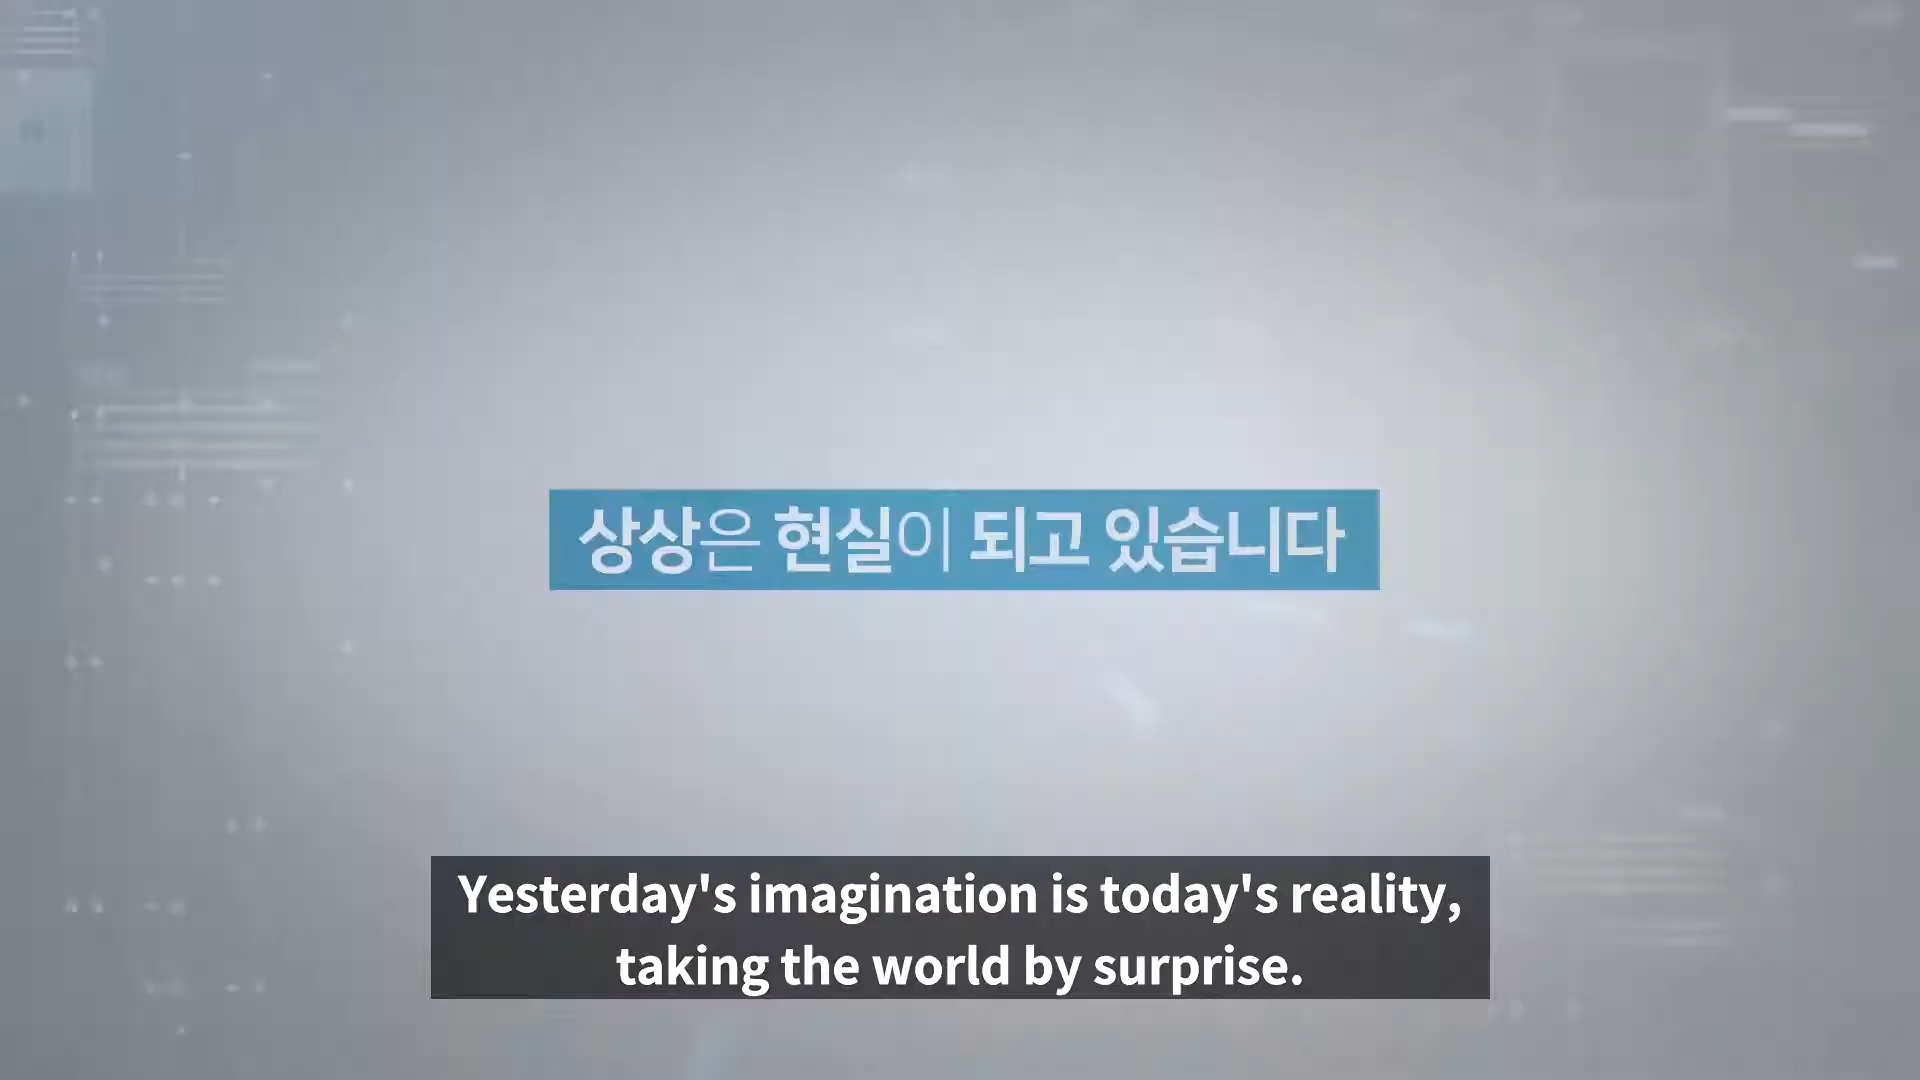 상상은 현실이 되고 있습니다
Yesterday's imagination is today's reality,
taking the world by surprise.